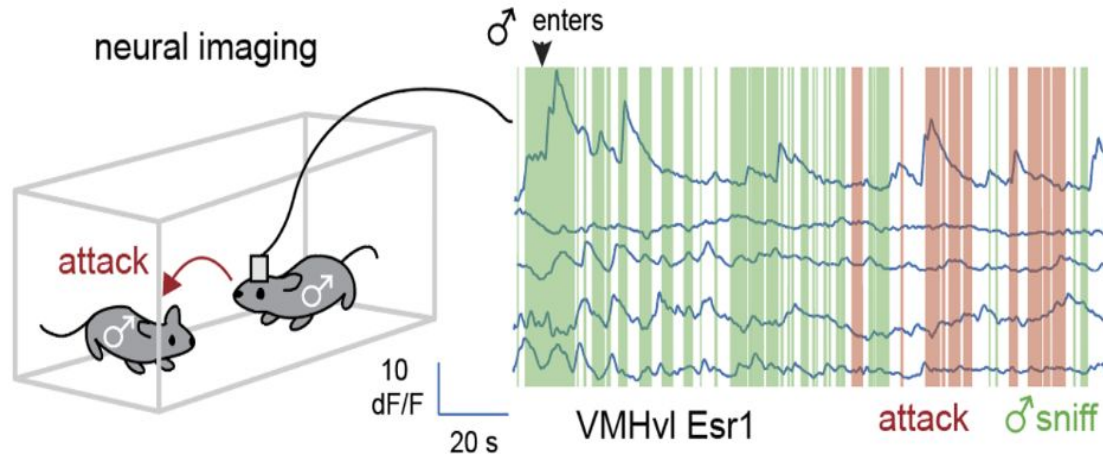 neural imaging
♂ enters
attack
♂
♂
10
dF/F
20 s
VMHvl Esr1
attack
♂ sniff